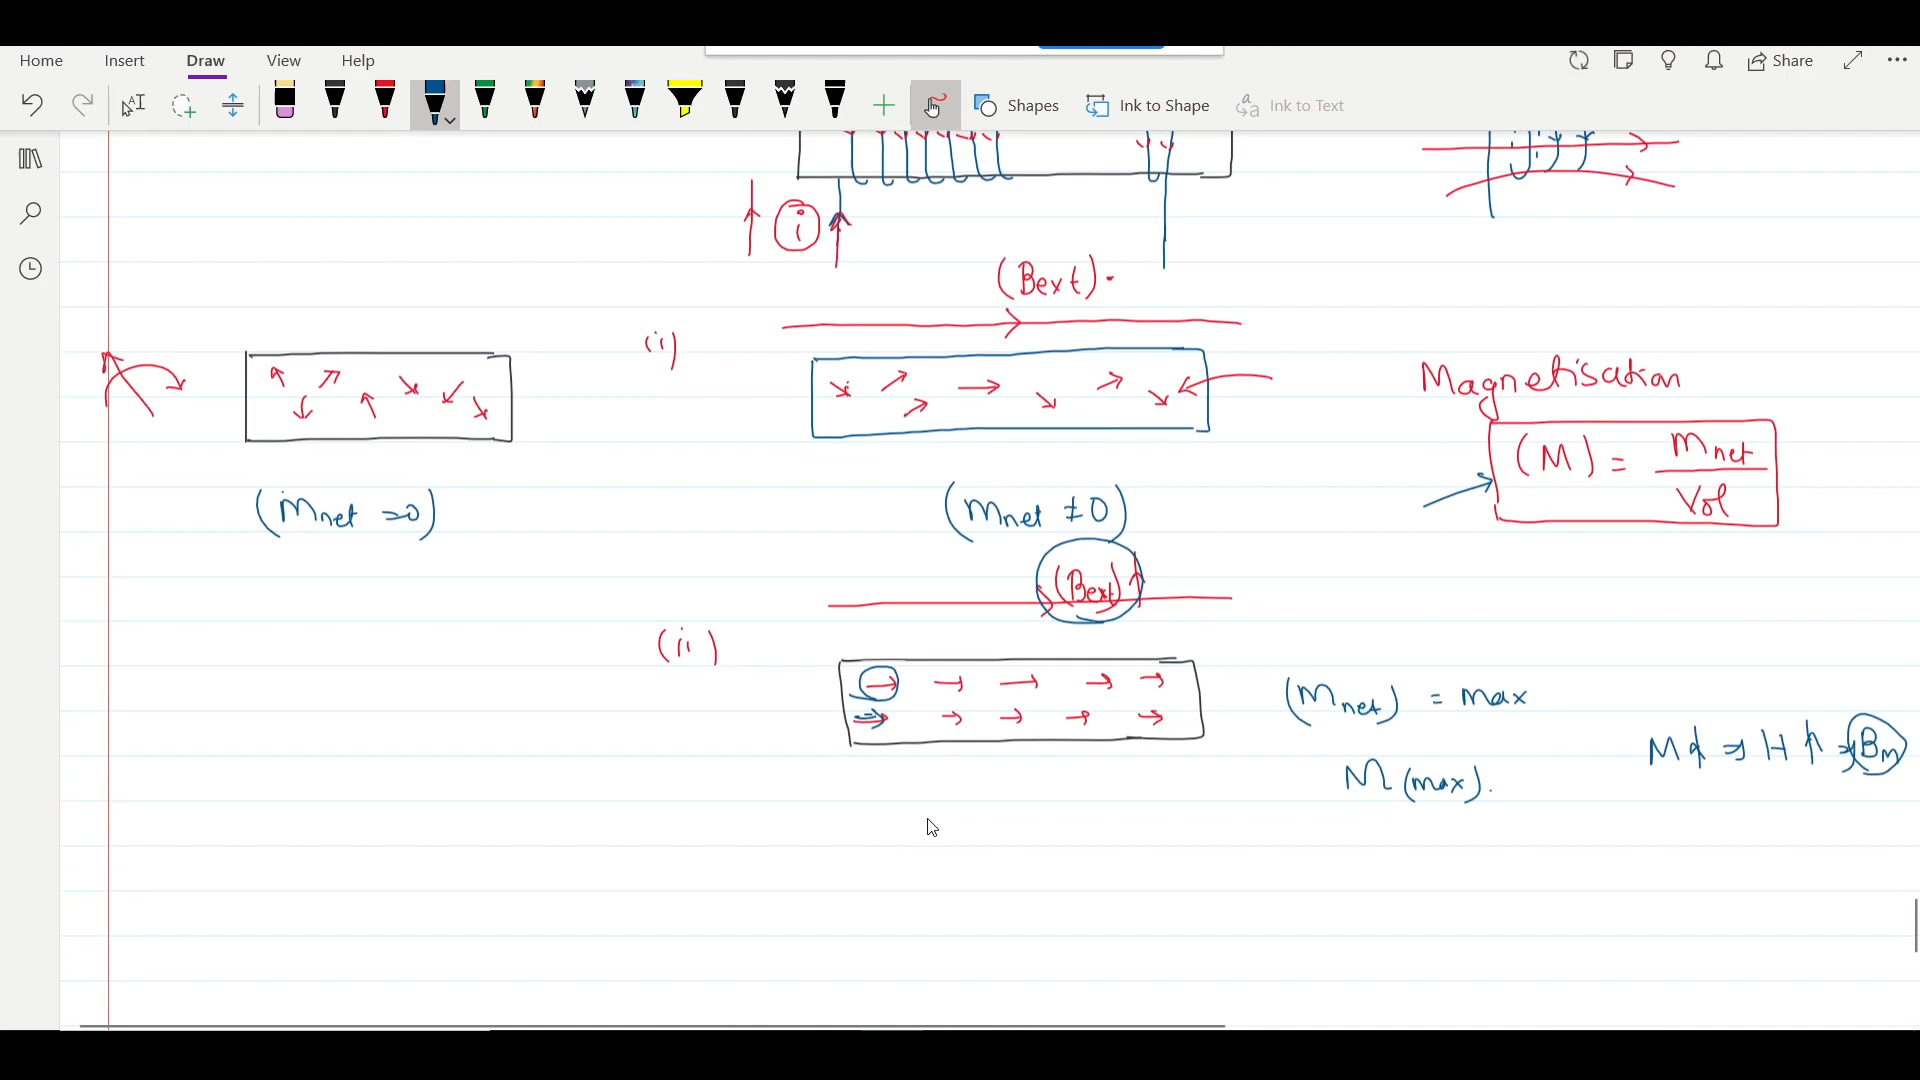 Home Insert Draw View Help Share
Shapes Ink to Shape Ink to Text
i
(Bext).
(i)
Magnetisation
(M) = Mnet / Vol
(Mnet =0)
(Mnet ≠0)
(Bext)↑
(ii)
(Mnet) = max
M↑ ⇒ H↑ ⇒ BM
M(max).